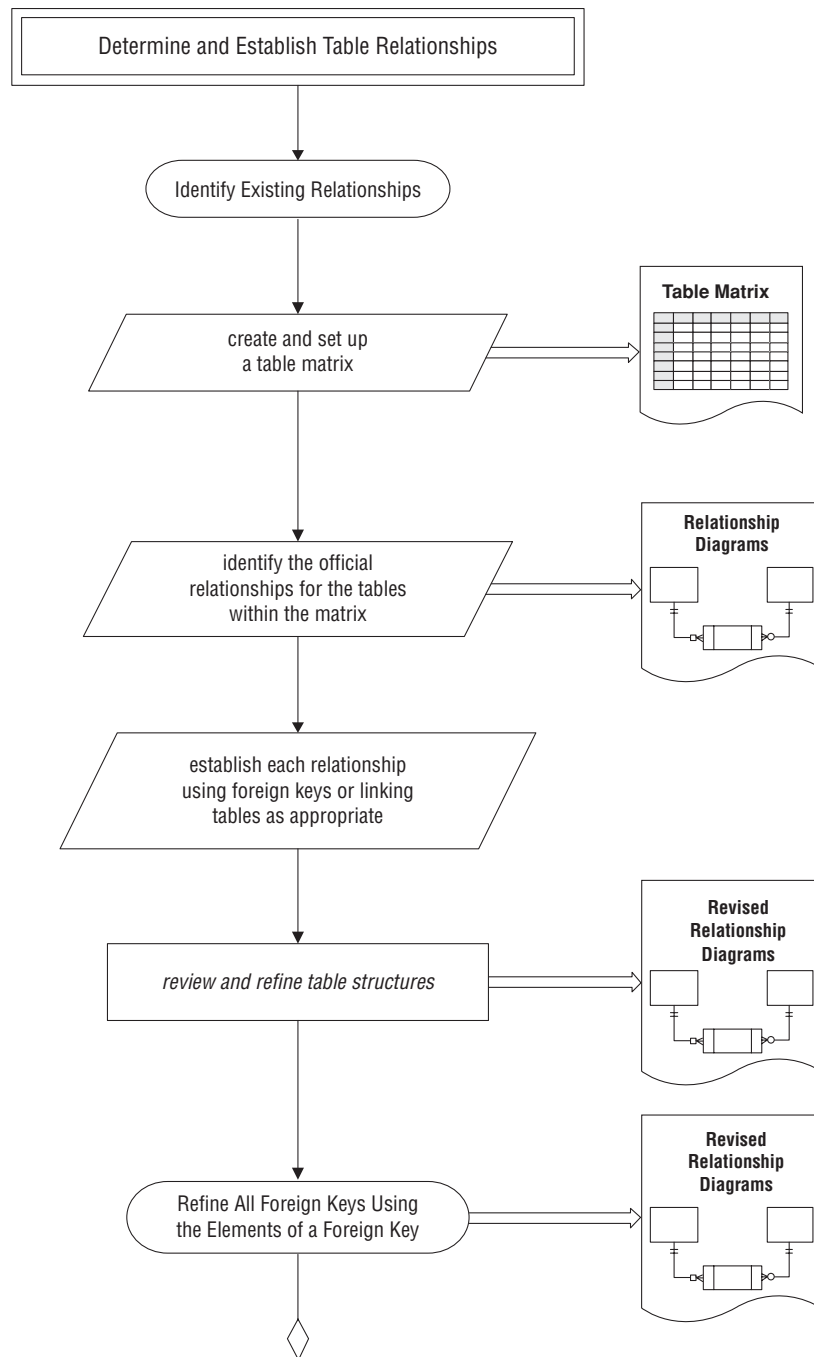 Determine and Establish Table Relationships
Identify Existing Relationships
create and set up
a table matrix
Table Matrix
identify the official
relationships for the tables
within the matrix
Relationship
Diagrams
establish each relationship
using foreign keys or linking
tables as appropriate
review and refine table structures
Revised
Relationship
Diagrams
Refine All Foreign Keys Using
the Elements of a Foreign Key
Revised
Relationship
Diagrams